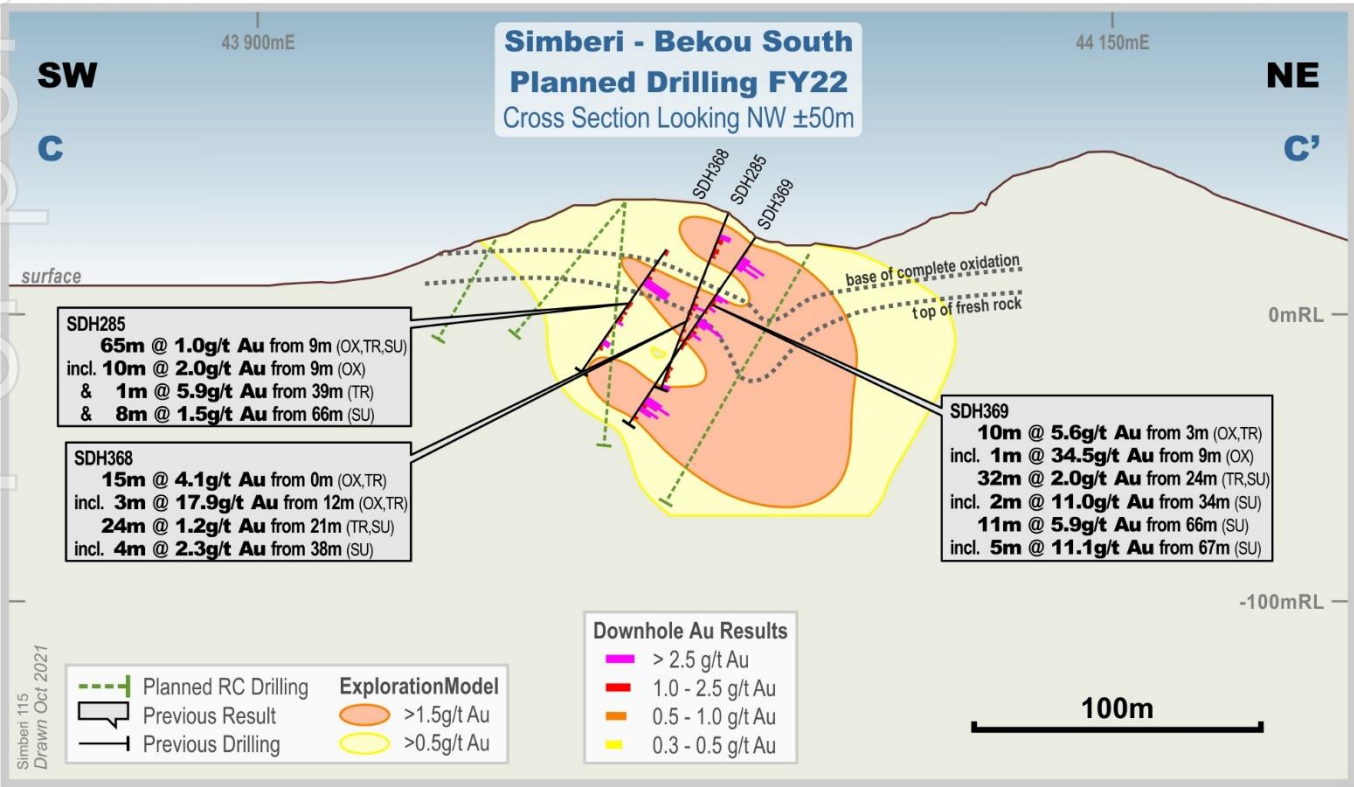 43 900mE
44 150mE
SW
NE
C
C'
Simberi - Bekou South
Planned Drilling FY22
Cross Section Looking NW ±50m
SDH368
SDH285
SDH369
surface
base of complete oxidation
top of fresh rock
0mRL
-100mRL
SDH285
65m @ 1.0g/t Au from 9m (OX,TR,SU)
incl. 10m @ 2.0g/t Au from 9m (OX)
& 1m @ 5.9g/t Au from 39m (TR)
& 8m @ 1.5g/t Au from 66m (SU)
SDH368
15m @ 4.1g/t Au from 0m (OX,TR)
incl. 3m @ 17.9g/t Au from 12m (OX,TR)
24m @ 1.2g/t Au from 21m (TR,SU)
incl. 4m @ 2.3g/t Au from 38m (SU)
SDH369
10m @ 5.6g/t Au from 3m (OX,TR)
incl. 1m @ 34.5g/t Au from 9m (OX)
32m @ 2.0g/t Au from 24m (TR,SU)
incl. 2m @ 11.0g/t Au from 34m (SU)
11m @ 5.9g/t Au from 66m (SU)
incl. 5m @ 11.1g/t Au from 67m (SU)
Simberi 115
Drawn Oct 2021
Planned RC Drilling
Previous Result
Previous Drilling
ExplorationModel
>1.5g/t Au
>0.5g/t Au
Downhole Au Results
> 2.5 g/t Au
1.0 - 2.5 g/t Au
0.5 - 1.0 g/t Au
0.3 - 0.5 g/t Au
100m